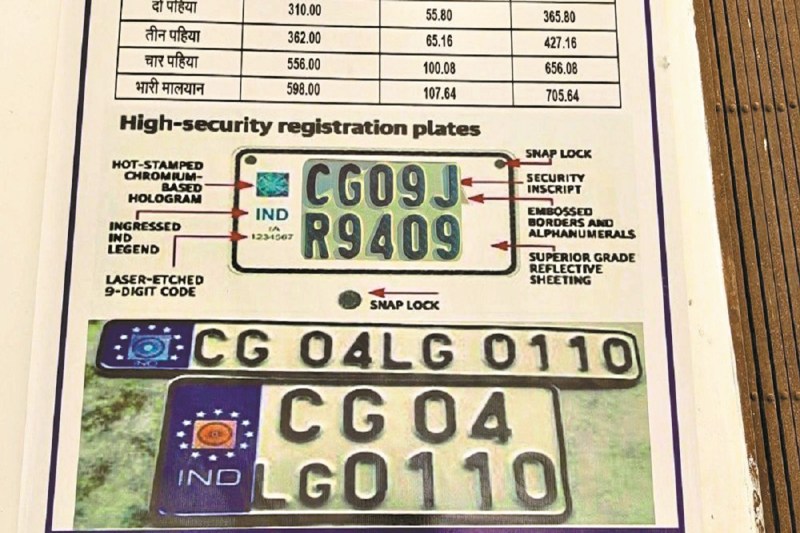 दो पहिया 310.00 55.80 365.80
तीन पहिया 362.00 65.16 427.16
चार पहिया 556.00 100.08 656.08
भारी मालयान 598.00 107.64 705.64
High-security registration plates
HOT-STAMPED
CHROMIUM-
BASED
HOLOGRAM
INGRESSED
IND
LEGEND
LASER-ETCHED
9-DIGIT CODE
IND
1234567
CG09J
R9409
SNAP LOCK
SECURITY
INSCRIPT
EMBOSSED
BORDERS AND
ALPHANUMERALS
SUPERIOR GRADE
REFLECTIVE
SHEETING
SNAP LOCK
IND
CG 04LG 0110
IND
CG 04
LG0110